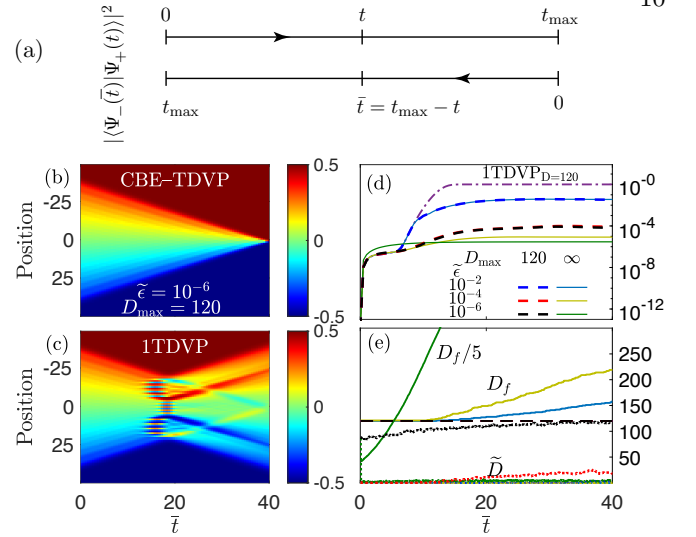 10
(a)
|⟨Ψ₋(t̄)|Ψ₊(t)⟩|²
0 t t_max
t_max t̄ = t_max − t 0
(b) CBE−TDVP
Position
-25
0
25
ϵ̃ = 10⁻⁶
D_max = 120
0.5
0
-0.5
(c) 1TDVP
Position
-25
0
25
0 20 40
t̄
0.5
0
-0.5
(d) 1TDVP_D=120
10⁻⁰
10⁻⁴
10⁻⁸
10⁻¹²
D_max 120 ∞
ϵ̃
10⁻²
10⁻⁴
10⁻⁶
(e)
D_f/5
D_f
D̃
250
200
150
100
50
0 20 40
t̄